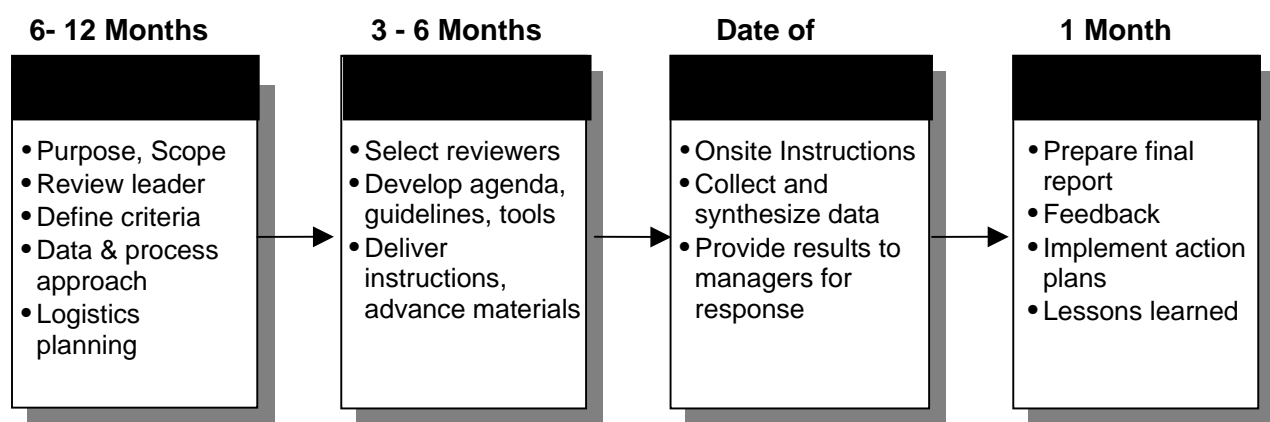 6- 12 Months
• Purpose, Scope
• Review leader
• Define criteria
• Data & process
approach
• Logistics
planning
3 - 6 Months
• Select reviewers
• Develop agenda,
guidelines, tools
• Deliver
instructions,
advance materials
Date of
• Onsite Instructions
• Collect and
synthesize data
• Provide results to
managers for
response
1 Month
• Prepare final
report
• Feedback
• Implement action
plans
• Lessons learned